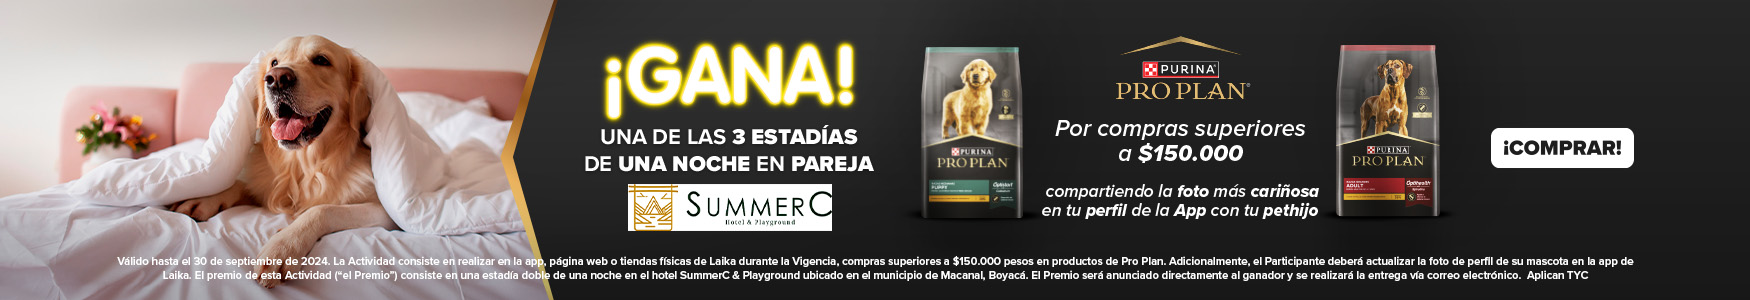 ¡GANA!
UNA DE LAS 3 ESTADÍAS
DE UNA NOCHE EN PAREJA
SUMMERC
Hotel & Playground
PURINA
PRO PLAN
PUPPY
Optistart
PURINA
PRO PLAN®
Por compras superiores
a $150.000
compartiendo la foto más cariñosa
en tu perfil de la App con tu pethijo
PURINA
PRO PLAN
ADULT
Optihealth
¡COMPRAR!
Válido hasta el 30 de septiembre de 2024. La Actividad consiste en realizar en la app, página web o tiendas físicas de Laika durante la Vigencia, compras superiores a $150.000 pesos en productos de Pro Plan. Adicionalmente, el Participante deberá actualizar la foto de perfil de su mascota en la app de
Laika. El premio de esta Actividad (“el Premio”) consiste en una estadía doble de una noche en el hotel SummerC & Playground ubicado en el municipio de Macanal, Boyacá. El Premio será anunciado directamente al ganador y se realizará la entrega vía correo electrónico. Aplican TYC